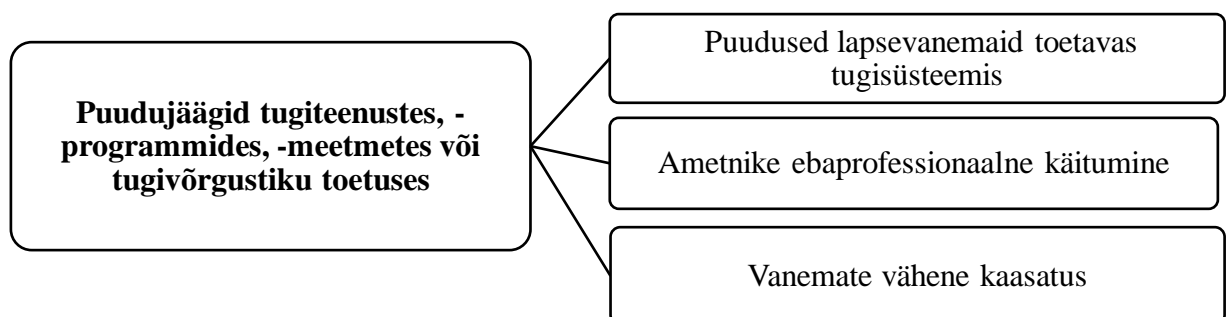 Puudujäägid tugiteenustes, -
programmides, -meetmetes või
tugivõrgustiku toetuses
Puudused lapsevanemaid toetavas
tugisüsteemis
Ametnike ebaprofessionaalne käitumine
Vanemate vähene kaasatus